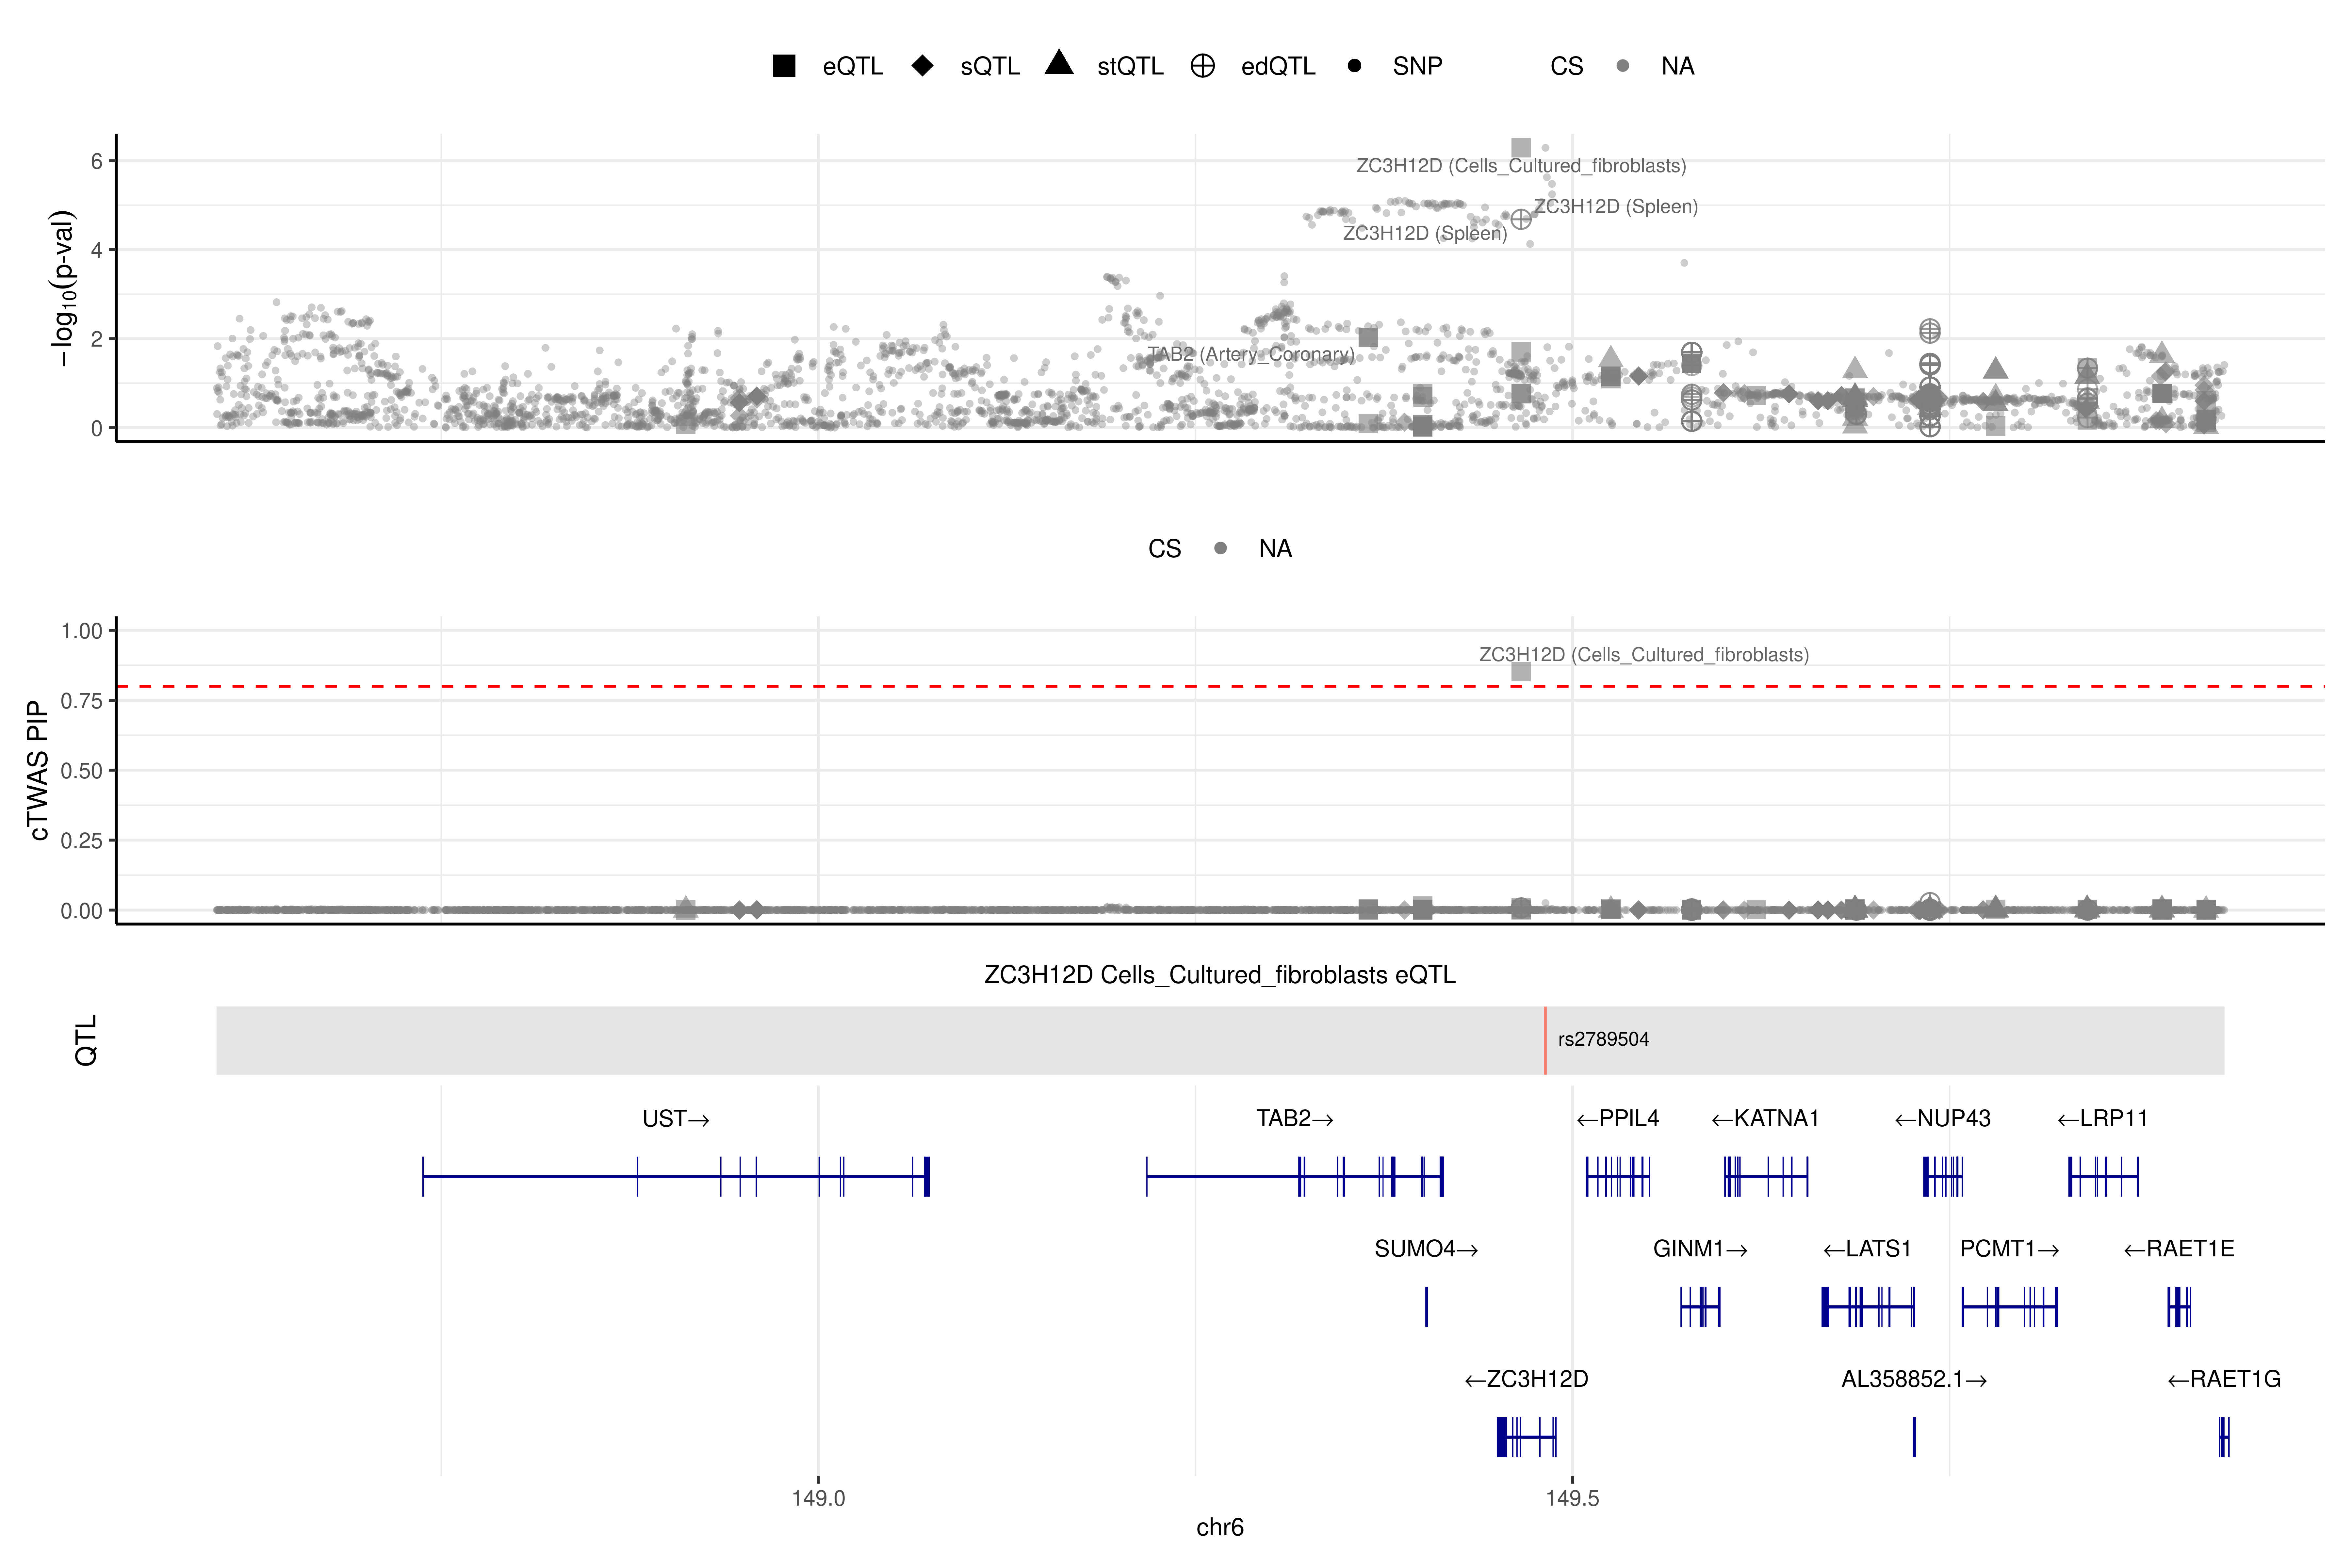 eQTL sQTL stQTL edQTL SNP CS NA
−log10(p-val)
6
4
2
0
ZC3H12D (Cells_Cultured_fibroblasts)
ZC3H12D (Spleen)
ZC3H12D (Spleen)
TAB2 (Artery_Coronary)
CS NA
cTWAS PIP
1.00
0.75
0.50
0.25
0.00
ZC3H12D (Cells_Cultured_fibroblasts)
ZC3H12D Cells_Cultured_fibroblasts eQTL
QTL
rs2789504
UST→ TAB2→ ←PPIL4 ←KATNA1 ←NUP43 ←LRP11
SUMO4→ GINM1→ ←LATS1 PCMT1→ ←RAET1E
←ZC3H12D AL358852.1→ ←RAET1G
149.0 149.5
chr6